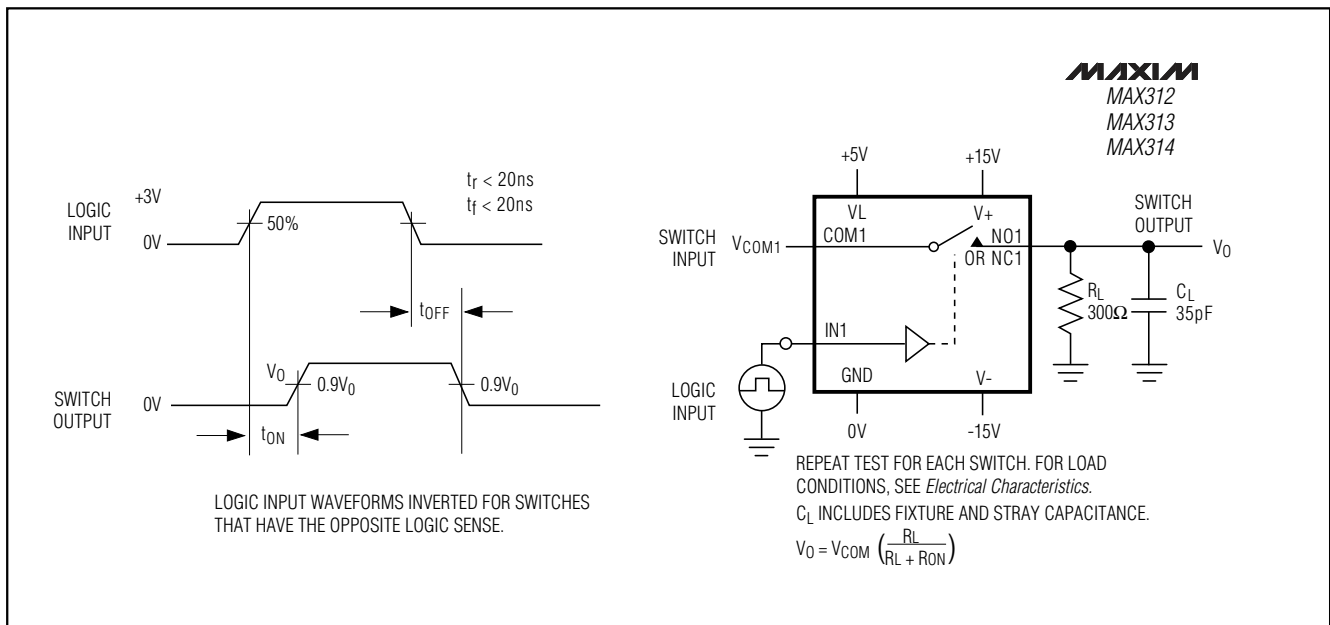 MAXIM
MAX312
MAX313
MAX314
LOGIC
INPUT
+3V
0V
50%
tr < 20ns
tf < 20ns
tOFF
SWITCH
OUTPUT
VO
0V
0.9V0
0.9V0
tON
LOGIC INPUT WAVEFORMS INVERTED FOR SWITCHES
THAT HAVE THE OPPOSITE LOGIC SENSE.
+5V
+15V
VL
V+
SWITCH
INPUT
VCOM1
COM1
NO1
OR NC1
SWITCH
OUTPUT
VO
RL
300Ω
CL
35pF
IN1
LOGIC
INPUT
GND
V-
0V
-15V
REPEAT TEST FOR EACH SWITCH. FOR LOAD
CONDITIONS, SEE Electrical Characteristics.
CL INCLUDES FIXTURE AND STRAY CAPACITANCE.
VO = VCOM (RL / RL + RON)